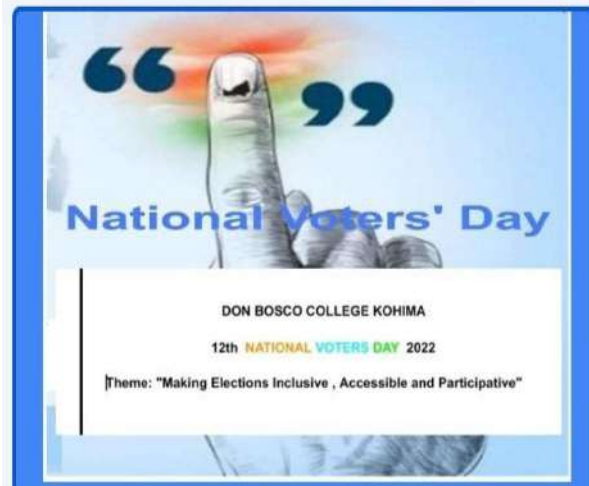 “ ”
National Voters' Day
DON BOSCO COLLEGE KOHIMA
12th NATIONAL VOTERS DAY 2022
Theme: "Making Elections Inclusive , Accessible and Participative"